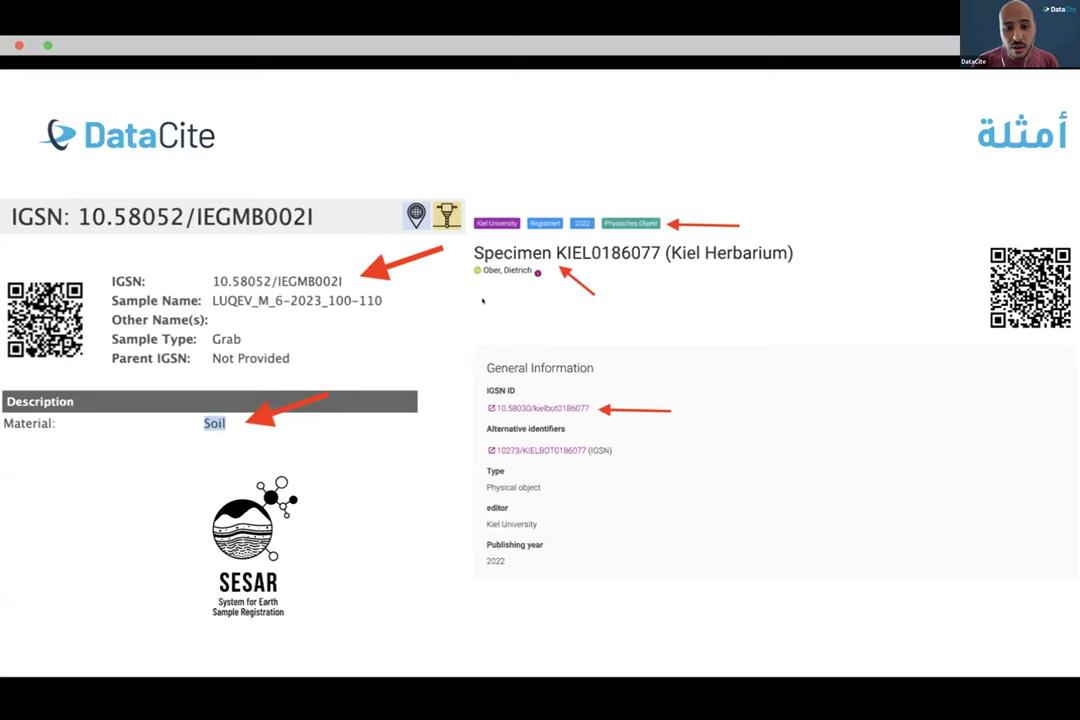 DataCite
DataCite
DataCite
أمثلة
IGSN: 10.58052/IEGMB002I
IGSN: 10.58052/IEGMB002I
Sample Name: LUQEV_M_6-2023_100-110
Other Name(s):
Sample Type: Grab
Parent IGSN: Not Provided
Description
Material: Soil
SESAR
System for Earth
Sample Registration
Kiel University Registriert 2022 Physisches Objekt
Specimen KIEL0186077 (Kiel Herbarium)
Ober, Dietrich
General Information
IGSN ID
10.58030/kielbot0186077
Alternative identifiers
10273/KIELBOT0186077 (IGSN)
Type
Physical object
editor
Kiel University
Publishing year
2022